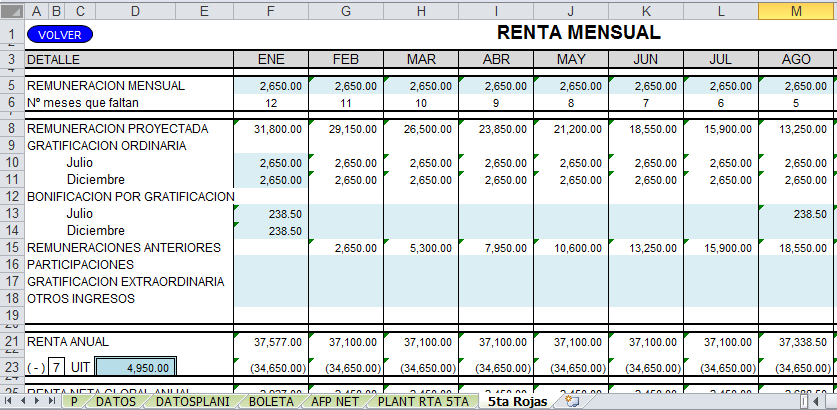 A B C D E F G H I J K L M
1 VOLVER RENTA MENSUAL
2
3 DETALLE ENE FEB MAR ABR MAY JUN JUL AGO
5 REMUNERACION MENSUAL 2,650.00 2,650.00 2,650.00 2,650.00 2,650.00 2,650.00 2,650.00 2,650.00
6 Nº meses que faltan 12 11 10 9 8 7 6 5
8 REMUNERACION PROYECTADA 31,800.00 29,150.00 26,500.00 23,850.00 21,200.00 18,550.00 15,900.00 13,250.00
9 GRATIFICACION ORDINARIA
10 Julio 2,650.00 2,650.00 2,650.00 2,650.00 2,650.00 2,650.00 2,650.00 2,650.00
11 Diciembre 2,650.00 2,650.00 2,650.00 2,650.00 2,650.00 2,650.00 2,650.00 2,650.00
12 BONIFICACION POR GRATIFICACION
13 Julio 238.50 238.50
14 Diciembre 238.50
15 REMUNERACIONES ANTERIORES 2,650.00 5,300.00 7,950.00 10,600.00 13,250.00 15,900.00 18,550.00
16 PARTICIPACIONES
17 GRATIFICACION EXTRAORDINARIA
18 OTROS INGRESOS
19
21 RENTA ANUAL 37,577.00 37,100.00 37,100.00 37,100.00 37,100.00 37,100.00 37,100.00 37,338.50
23 ( - ) 7 UIT 4,950.00 (34,650.00) (34,650.00) (34,650.00) (34,650.00) (34,650.00) (34,650.00) (34,650.00) (34,650.00)
P DATOS DATOSPLANI BOLETA AFP NET PLANT RTA 5TA 5ta Rojas